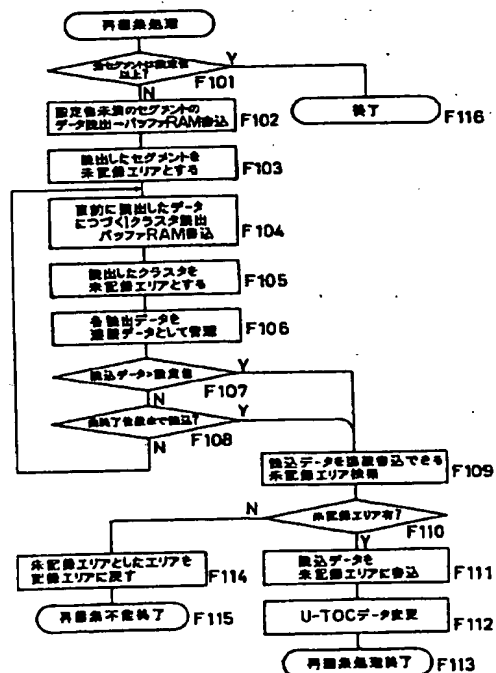 再編集処理
全セグメントは設定値
以上?
Y
F101
N
終了
F116
設定値未満のセグメントの
データ読出→バッファRAM書込
F102
読出したセグメントを
未記録エリアとする
F103
直前に読出したデータ
につづく1クラスタ読出
バッファRAM書込
F104
読出したクラスタを
未記録エリアとする
F105
各読出データを
連続データとして管理
F106
読込データ>設定値
Y
F107
N
最終了位置まで読込?
Y
F108
N
読込データを連続書込できる
未記録エリア検索
F109
N
未記録エリア有?
F110
Y
未記録エリアとしたエリアを
記録エリアに戻す
F114
読込データを
未記録エリアに書込
F111
再編集不能終了
F115
U-TOCデータ変更
F112
再編集処理終了
F113